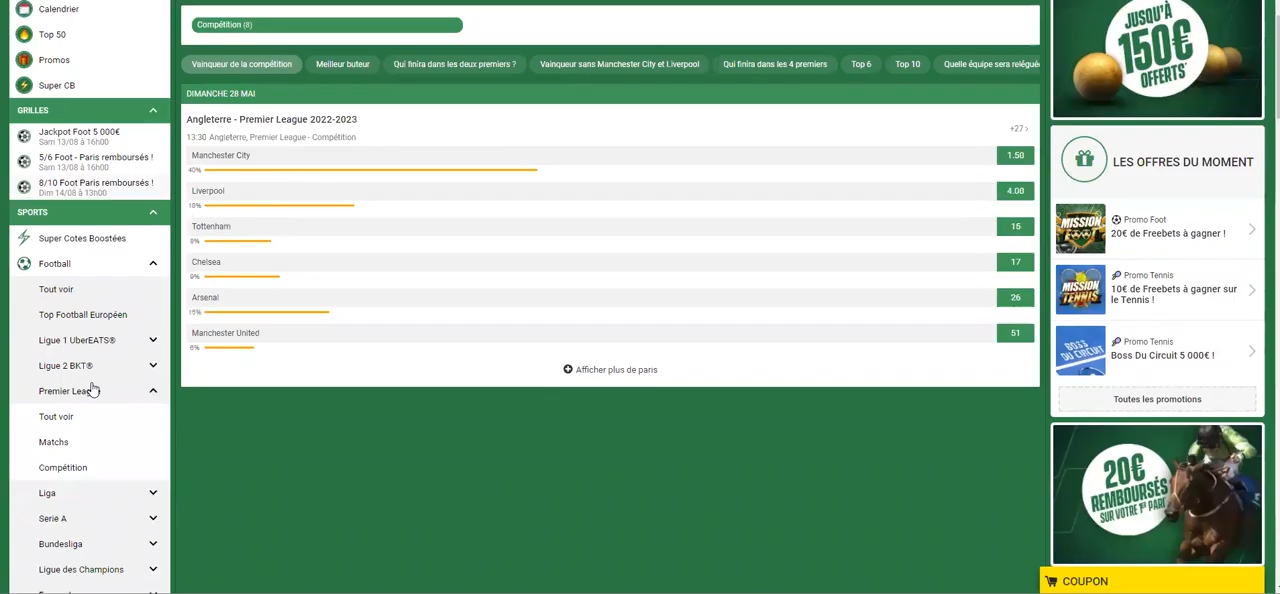 Calendrier
Top 50
Promos
Super CB
GRILLES
Jackpot Foot 5 000€
Sam 13/08 à 16h00
5/6 Foot - Paris remboursés !
Sam 13/08 à 16h00
8/10 Foot Paris remboursés !
Dim 14/08 à 13h00
SPORTS
Super Cotes Boostées
Football
Tout voir
Top Football Européen
Ligue 1 UberEATS®
Ligue 2 BKT®
Premier League
Tout voir
Matchs
Compétition
Liga
Serie A
Bundesliga
Ligue des Champions
Compétition (8)
Vainqueur de la compétition
Meilleur buteur
Qui finira dans les deux premiers ?
Vainqueur sans Manchester City et Liverpool
Qui finira dans les 4 premiers
Top 6
Top 10
Quelle équipe sera relégué
DIMANCHE 28 MAI
Angleterre - Premier League 2022-2023
13:30 Angleterre, Premier League - Compétition
+27 ›
Manchester City 1.50
40%
Liverpool 4.00
18%
Tottenham 15
8%
Chelsea 17
9%
Arsenal 26
15%
Manchester United 51
6%
Afficher plus de paris
JUSQU'À
150€
OFFERTS*
LES OFFRES DU MOMENT
MISSION
FOOT
Promo Foot
20€ de Freebets à gagner !
MISSION
TENNIS
Promo Tennis
10€ de Freebets à gagner sur
le Tennis !
BOSS
DU CIRCUIT
Promo Tennis
Boss Du Circuit 5 000€ !
Toutes les promotions
20€
REMBOURSÉS
SUR VOTRE 1ER PARI
COUPON